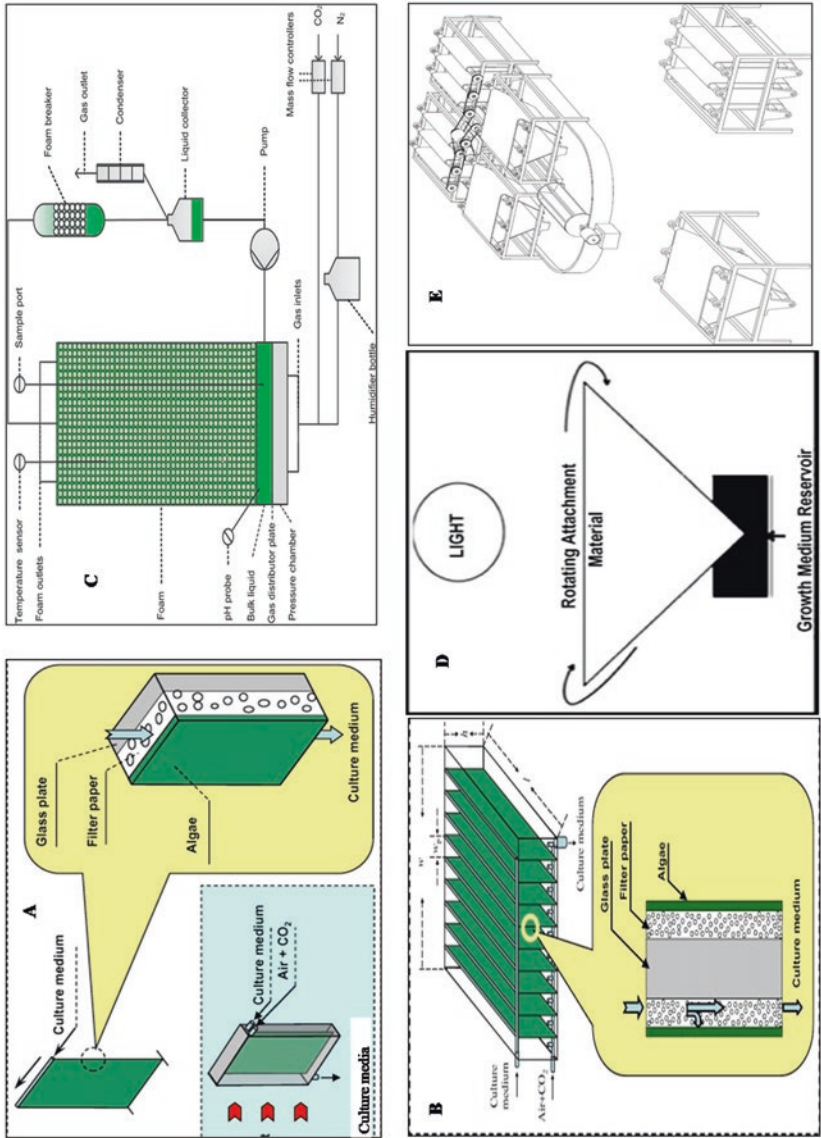 A
Culture medium
Glass plate
Filter paper
Algae
Culture medium
Culture medium
Air + CO2
t
Culture media
B
w
wp
h
l
Culture medium
Air+CO2
Culture medium
Glass plate
Filter paper
Algae
Culture medium
C
Temperature sensor
Foam outlets
Foam
pH probe
Bulk liquid
Gas distributor plate
Pressure chamber
Sample port
Foam breaker
Gas outlet
Condenser
Liquid collector
Pump
Gas inlets
Humidifier bottle
Mass flow controllers
CO2
N2
D
LIGHT
Rotating Attachment
Material
Growth Medium Reservoir
E